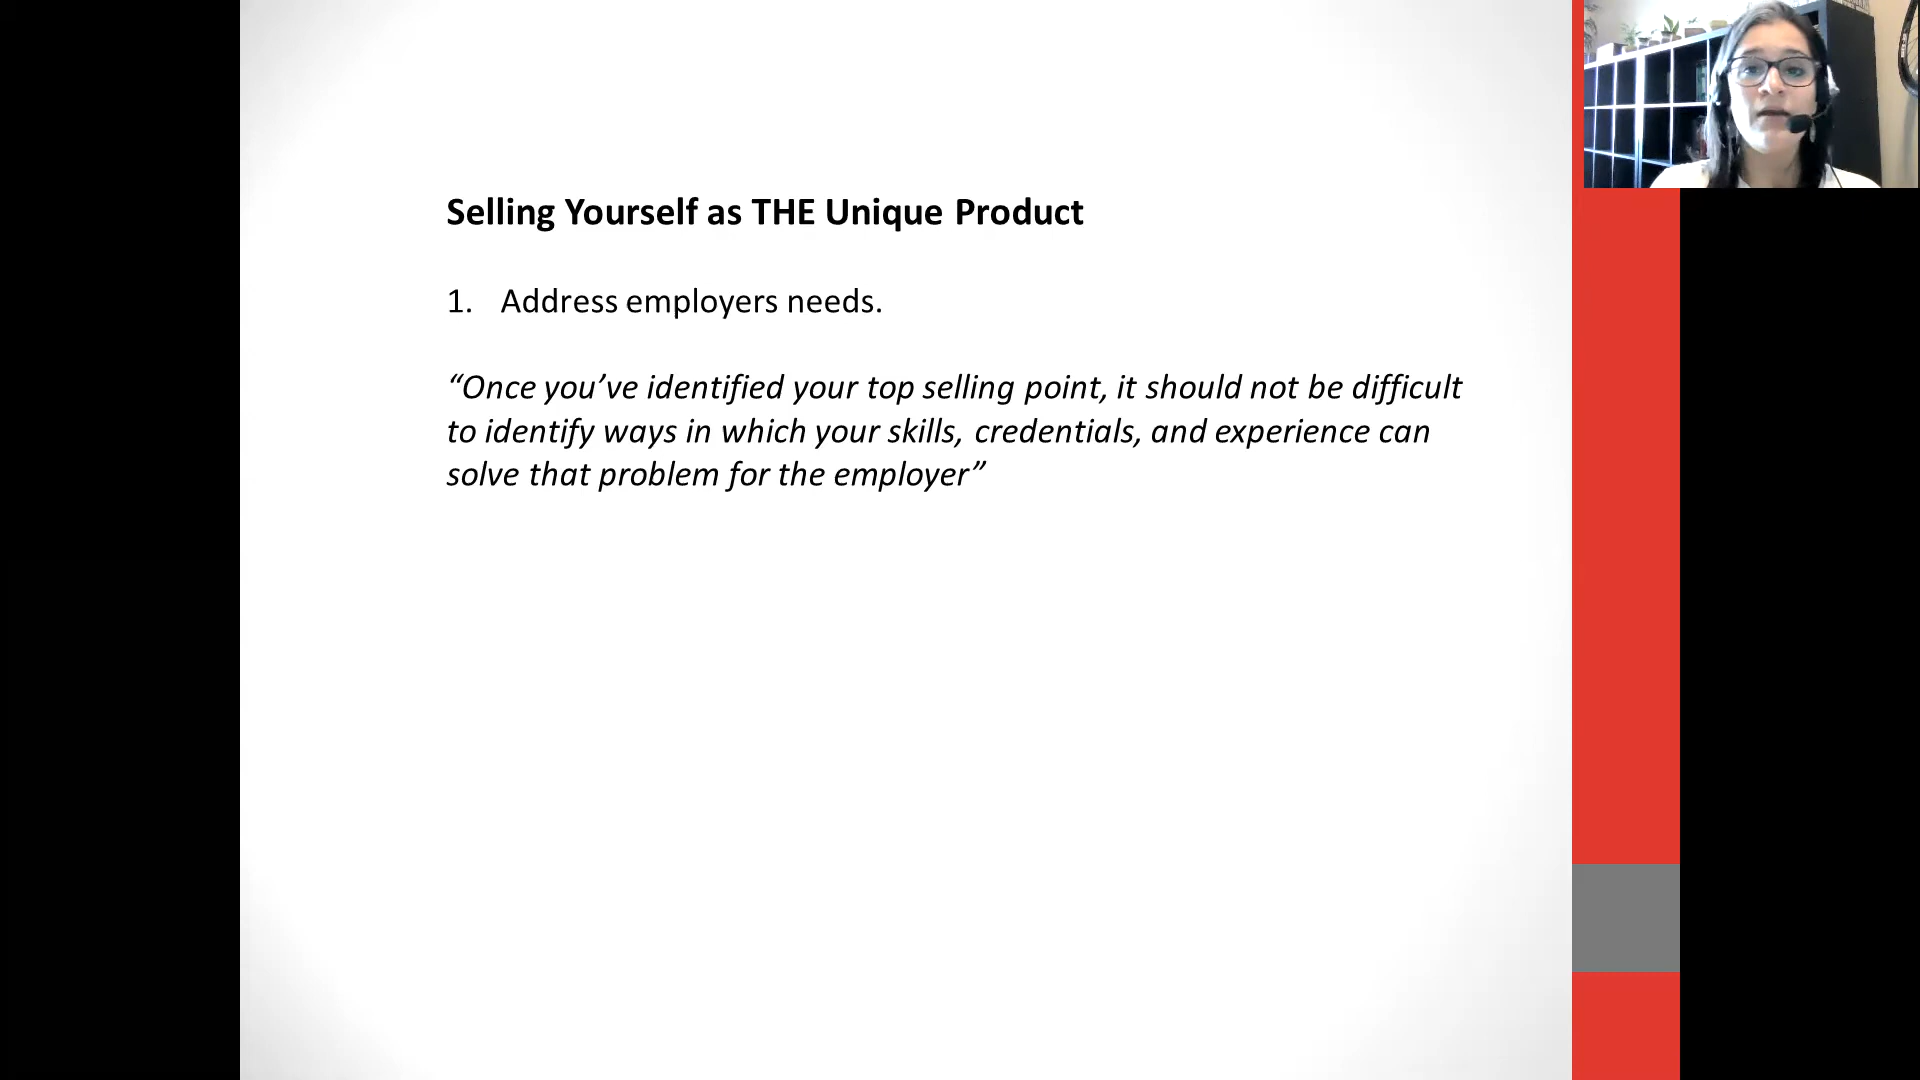 Selling Yourself as THE Unique Product
1. Address employers needs.
“Once you’ve identified your top selling point, it should not be difficult
to identify ways in which your skills, credentials, and experience can
solve that problem for the employer”